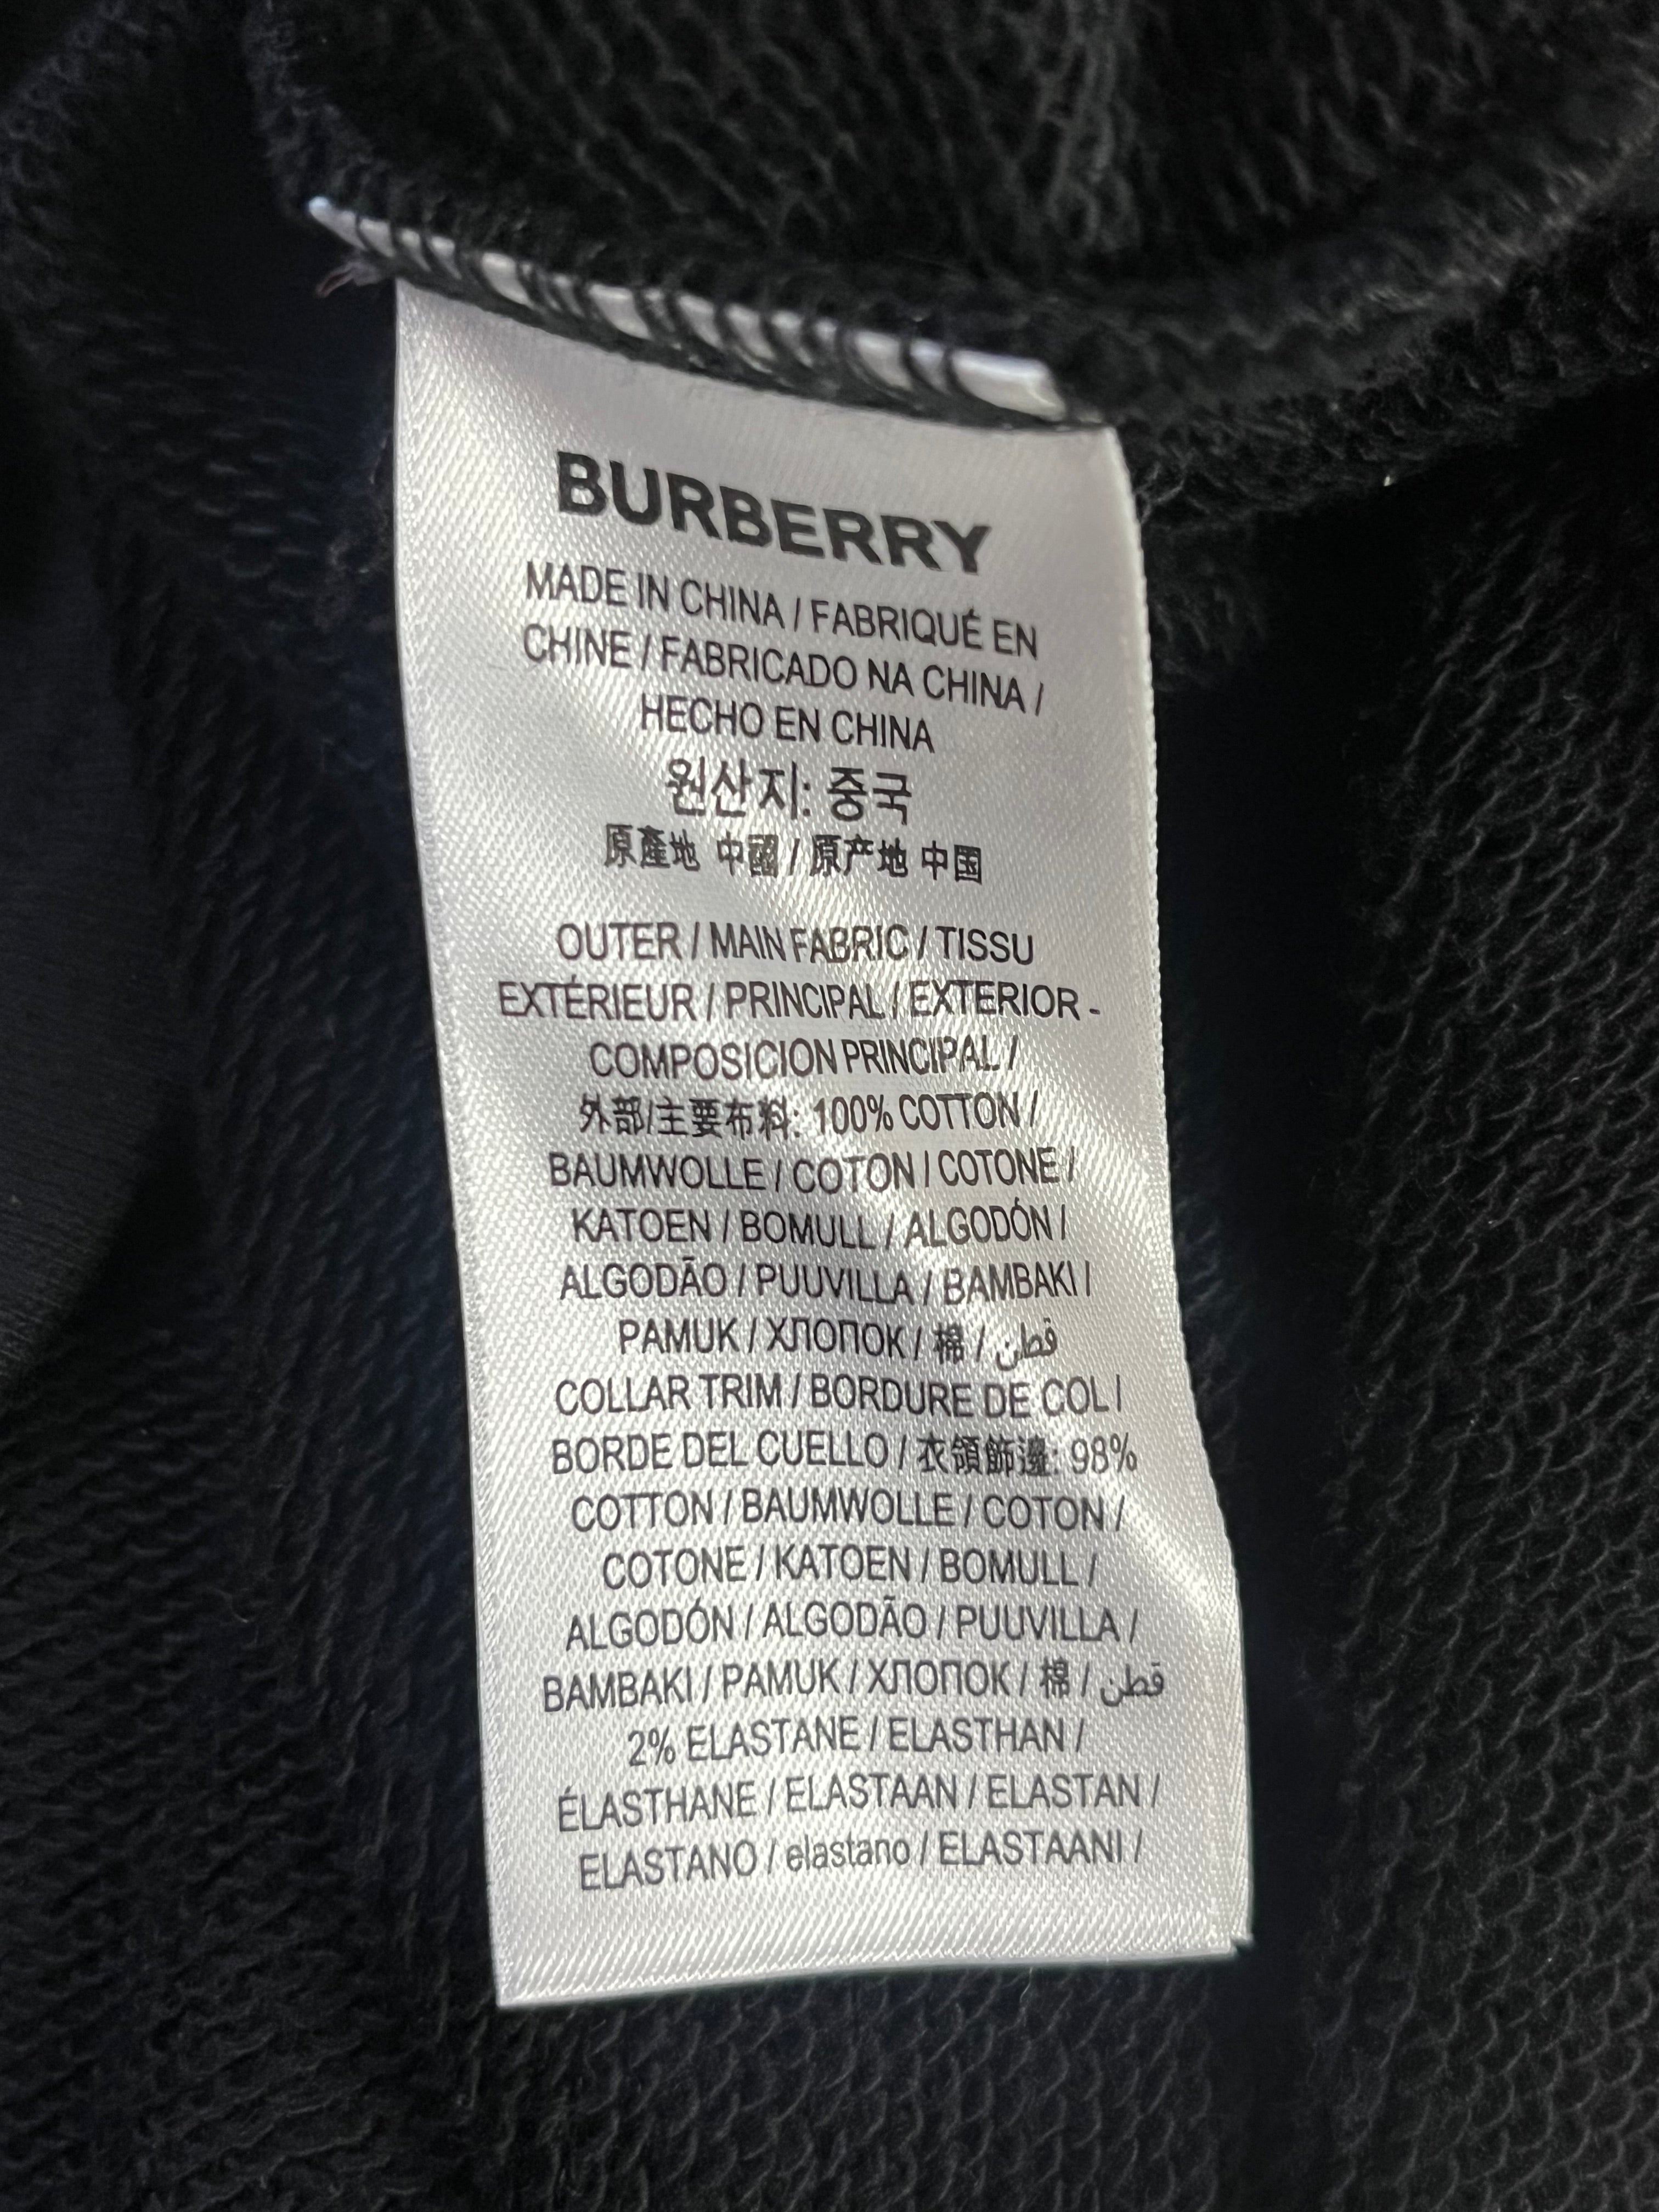 BURBERRY
MADE IN CHINA / FABRIQUÉ EN
CHINE / FABRICADO NA CHINA /
HECHO EN CHINA
원산지: 중국
原產地 中國 / 原产地 中国
OUTER / MAIN FABRIC / TISSU
EXTÉRIEUR / PRINCIPAL / EXTERIOR -
COMPOSICION PRINCIPAL /
外部/主要布料: 100% COTTON /
BAUMWOLLE / COTON / COTONE /
KATOEN / BOMULL / ALGODÓN /
ALGODÃO / PUUVILLA / BAMBAKI /
PAMUK / ХЛОПОК / 棉 / قطن
COLLAR TRIM / BORDURE DE COL /
BORDE DEL CUELLO / 衣領飾邊: 98%
COTTON / BAUMWOLLE / COTON /
COTONE / KATOEN / BOMULL /
ALGODÓN / ALGODÃO / PUUVILLA /
BAMBAKI / PAMUK / ХЛОПОК / 棉 / قطن
2% ELASTANE / ELASTHAN /
ÉLASTHANE / ELASTAAN / ELASTAN /
ELASTANO / elastano / ELASTAANI /